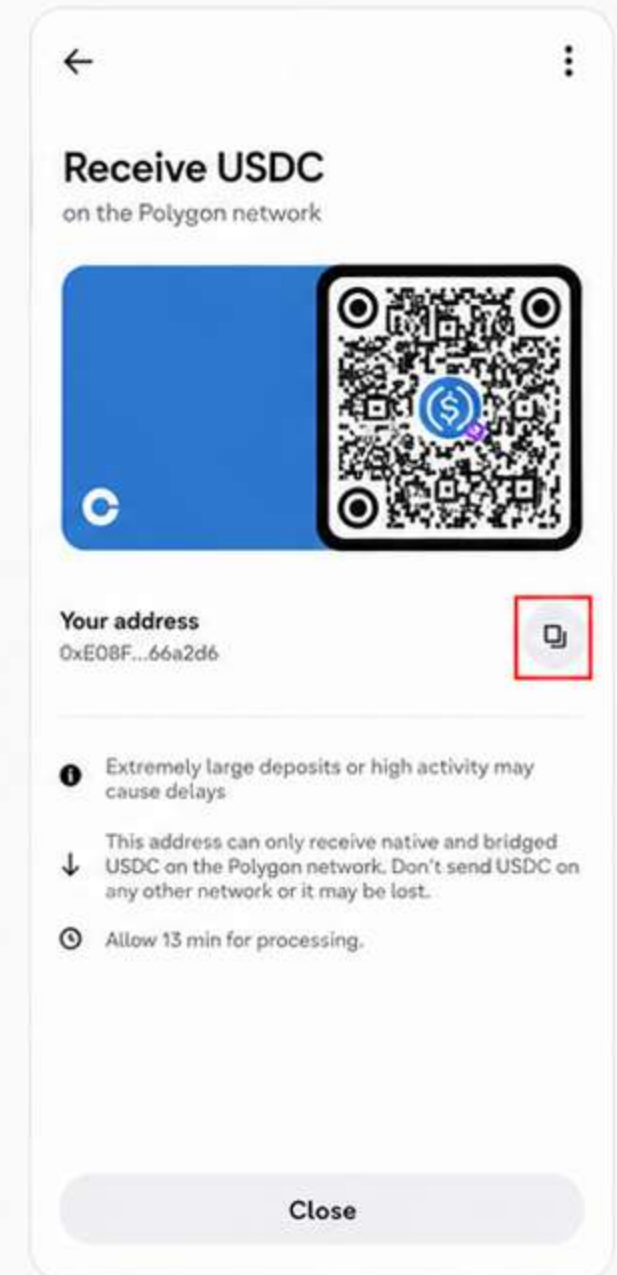 Receive USDC
on the Polygon network
Your address
0xE08F...66a2d6
Extremely large deposits or high activity may
cause delays
This address can only receive native and bridged
USDC on the Polygon network. Don't send USDC on
any other network or it may be lost.
Allow 13 min for processing.
Close